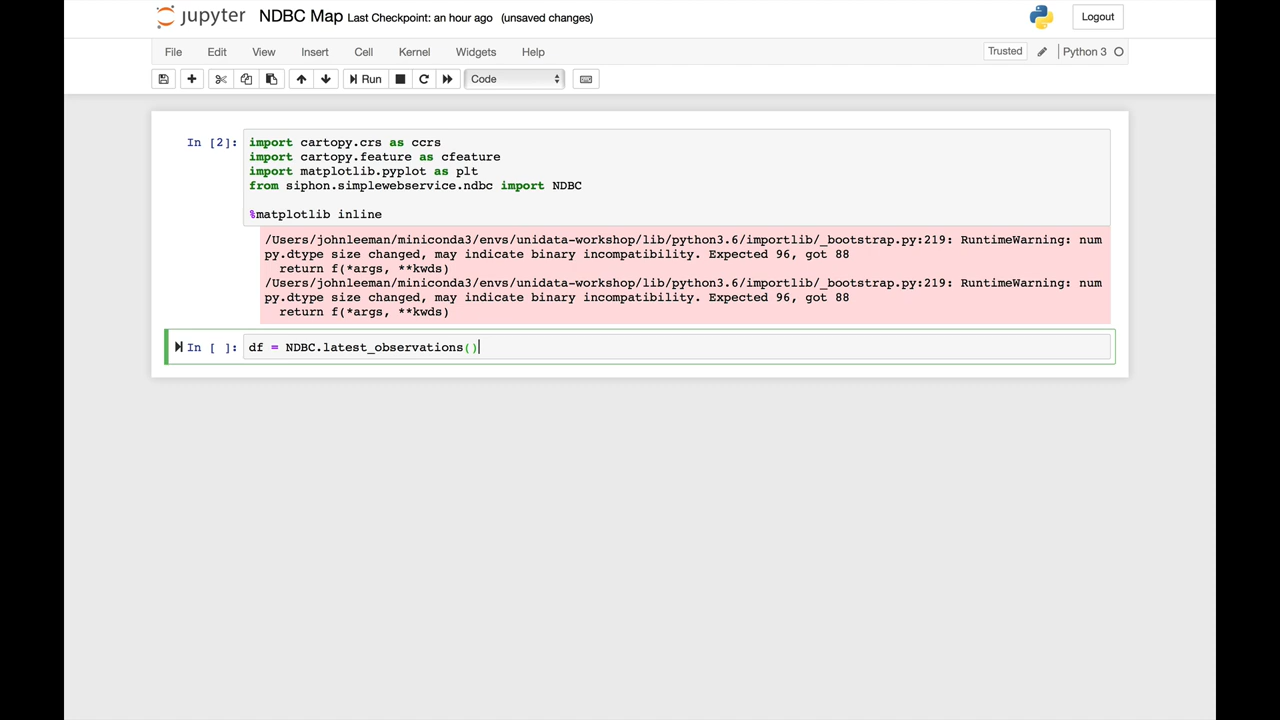 jupyter NDBC Map Last Checkpoint: an hour ago (unsaved changes) Logout
File Edit View Insert Cell Kernel Widgets Help Trusted Python 3
Run Code
In [2]: import cartopy.crs as ccrs
import cartopy.feature as cfeature
import matplotlib.pyplot as plt
from siphon.simplewebservice.ndbc import NDBC
%matplotlib inline
/Users/johnleeman/miniconda3/envs/unidata-workshop/lib/python3.6/importlib/_bootstrap.py:219: RuntimeWarning: num
py.dtype size changed, may indicate binary incompatibility. Expected 96, got 88
return f(*args, **kwds)
/Users/johnleeman/miniconda3/envs/unidata-workshop/lib/python3.6/importlib/_bootstrap.py:219: RuntimeWarning: num
py.dtype size changed, may indicate binary incompatibility. Expected 96, got 88
return f(*args, **kwds)
In [ ]: df = NDBC.latest_observations()